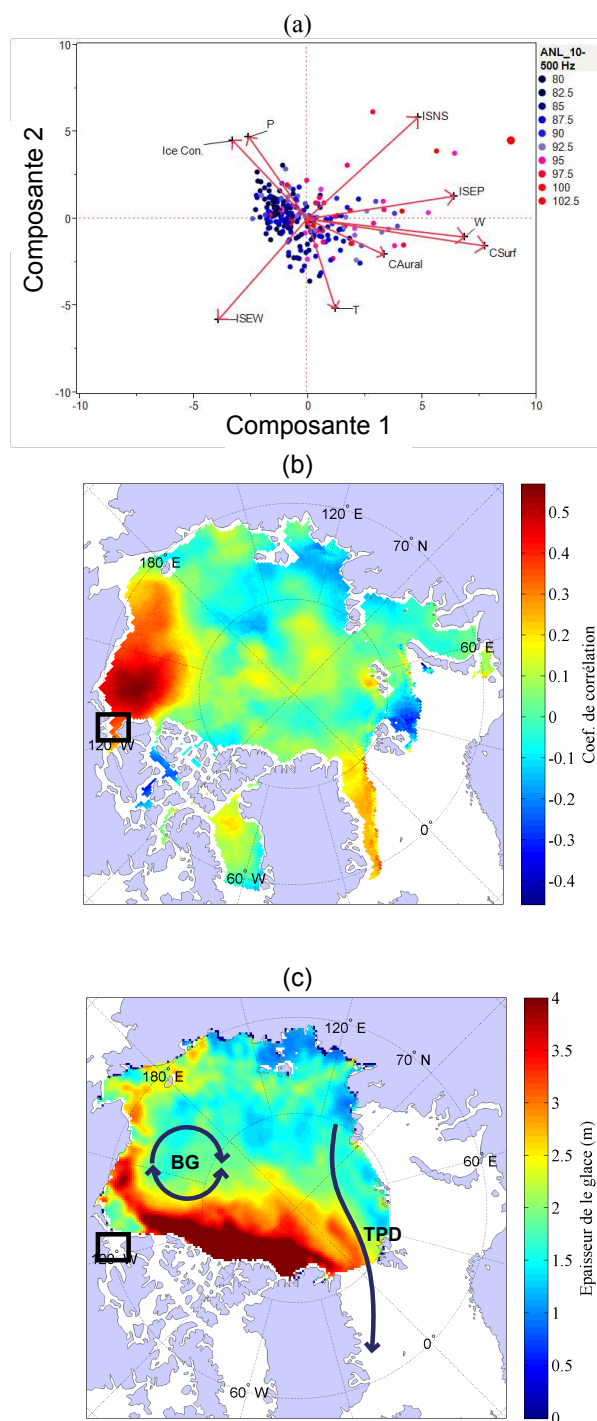 (a)
10
5
0
-5
-10
-10
-5
0
5
10
Composante 2
Composante 1
P
Ice Con.
ISNS
ISEP
W
CSurf
CAural
T
ISEW
ANL_10-
500 Hz
80
82.5
85
87.5
90
92.5
95
97.5
100
102.5
(b)
120° E
70° N
180° E
60° E
120° W
60° W
0°
0.5
0.4
0.3
0.2
0.1
0
-0.1
-0.2
-0.3
-0.4
Coef. de corrélation
(c)
120° E
70° N
180° E
60° E
BG
TPD
120° W
0°
60° W
4
3.5
3
2.5
2
1.5
1
0.5
0
Epaisseur de le glace (m)